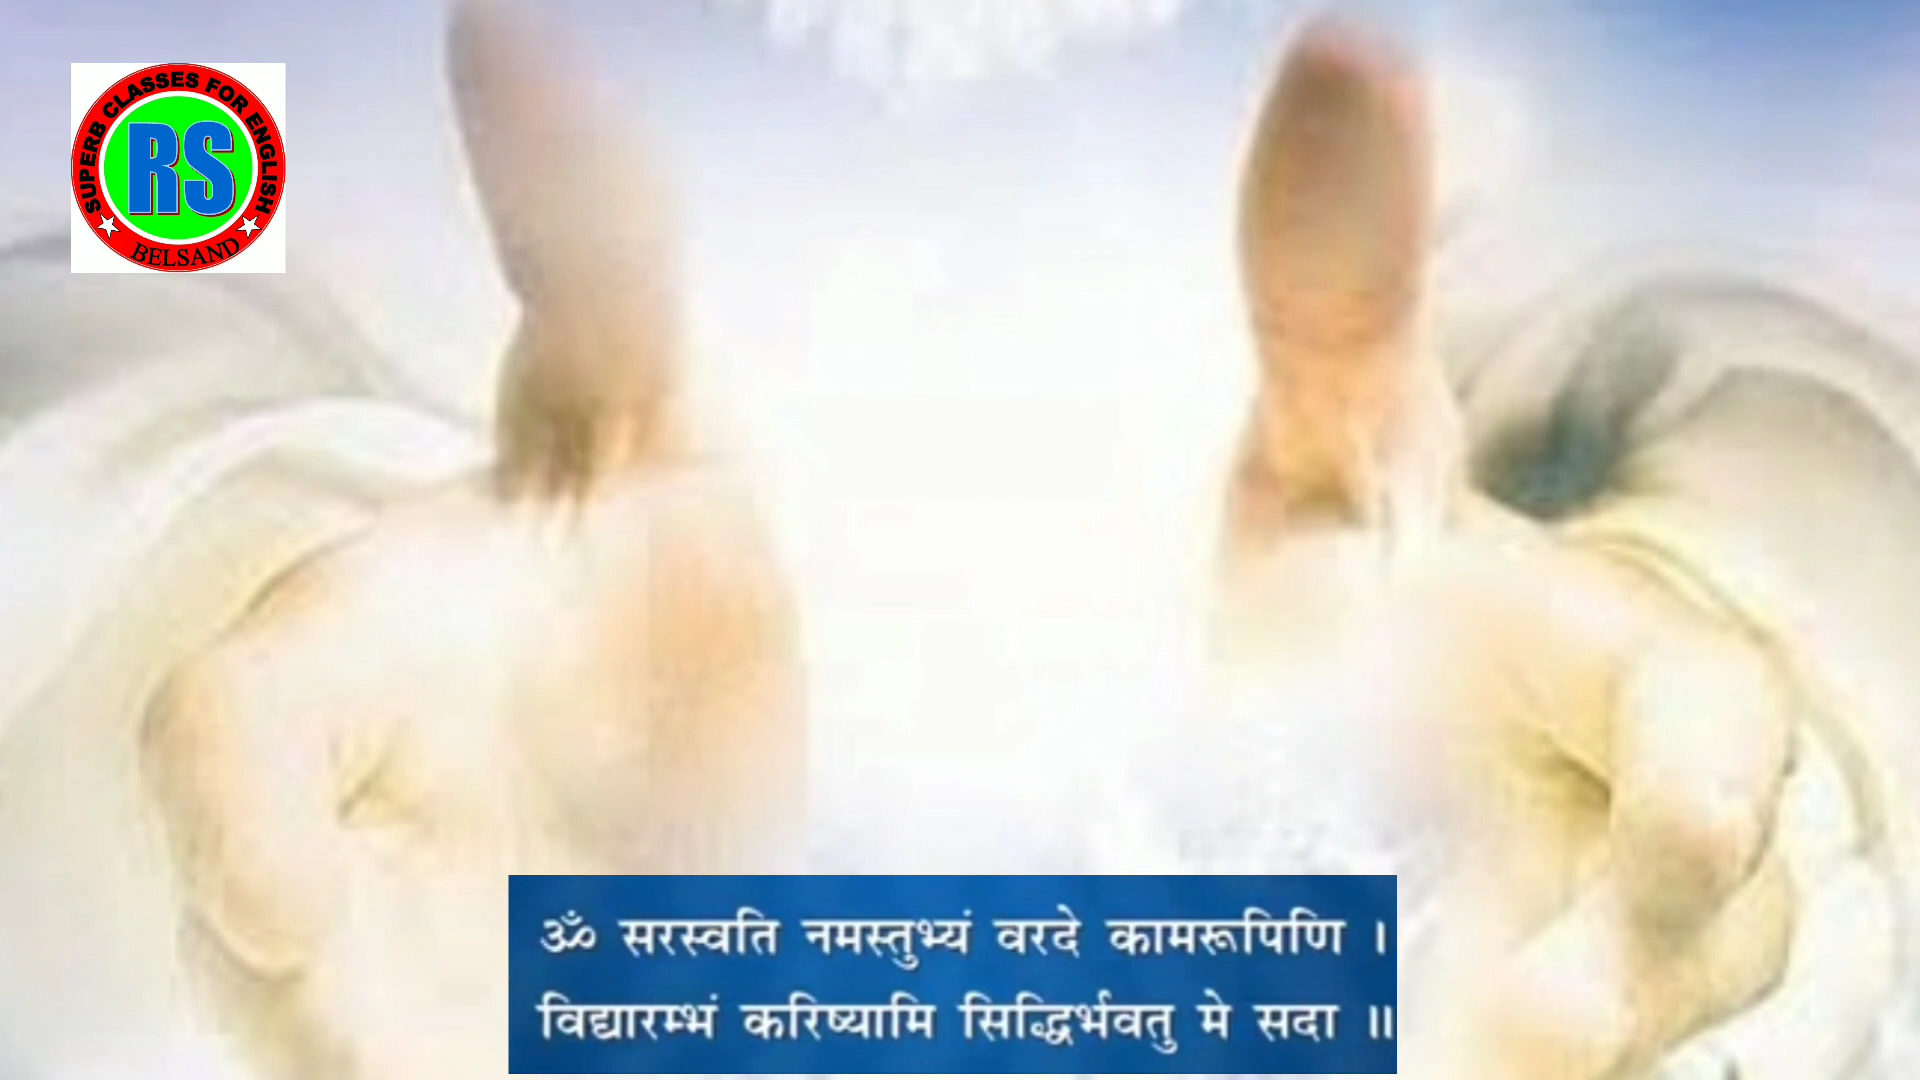 SUPERB CLASSES FOR ENGLISH
RS
BELSAND
ॐ सरस्वति नमस्तुभ्यं वरदे कामरूपिणि ।
विद्यारम्भं करिष्यामि सिद्धिर्भवतु मे सदा ॥